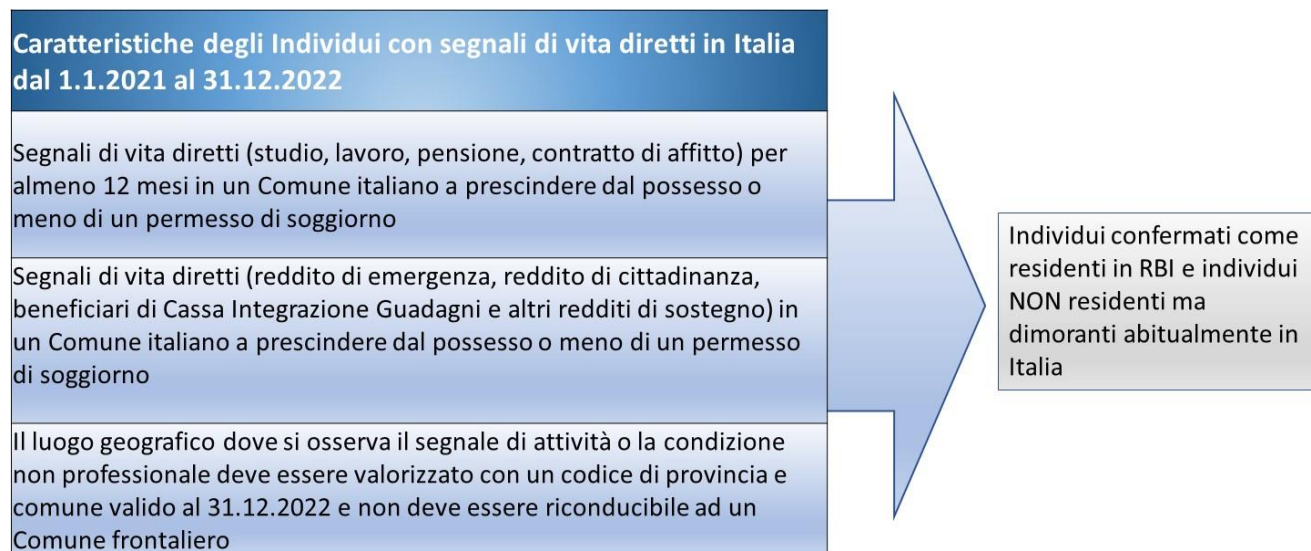 Caratteristiche degli Individui con segnali di vita diretti in Italia
dal 1.1.2021 al 31.12.2022
Segnali di vita diretti (studio, lavoro, pensione, contratto di affitto) per
almeno 12 mesi in un Comune italiano a prescindere dal possesso o
meno di un permesso di soggiorno
Segnali di vita diretti (reddito di emergenza, reddito di cittadinanza,
beneficiari di Cassa Integrazione Guadagni e altri redditi di sostegno) in
un Comune italiano a prescindere dal possesso o meno di un permesso
di soggiorno
Il luogo geografico dove si osserva il segnale di attività o la condizione
non professionale deve essere valorizzato con un codice di provincia e
comune valido al 31.12.2022 e non deve essere riconducibile ad un
Comune frontaliero
Individui confermati come
residenti in RBI e individui
NON residenti ma
dimoranti abitualmente in
Italia